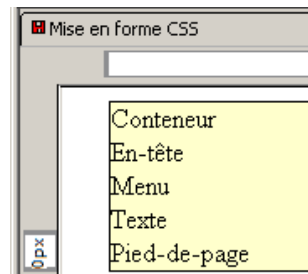 Mise en forme CSS
Conteneur
En-tête
Menu
Texte
Pied-de-page
0px